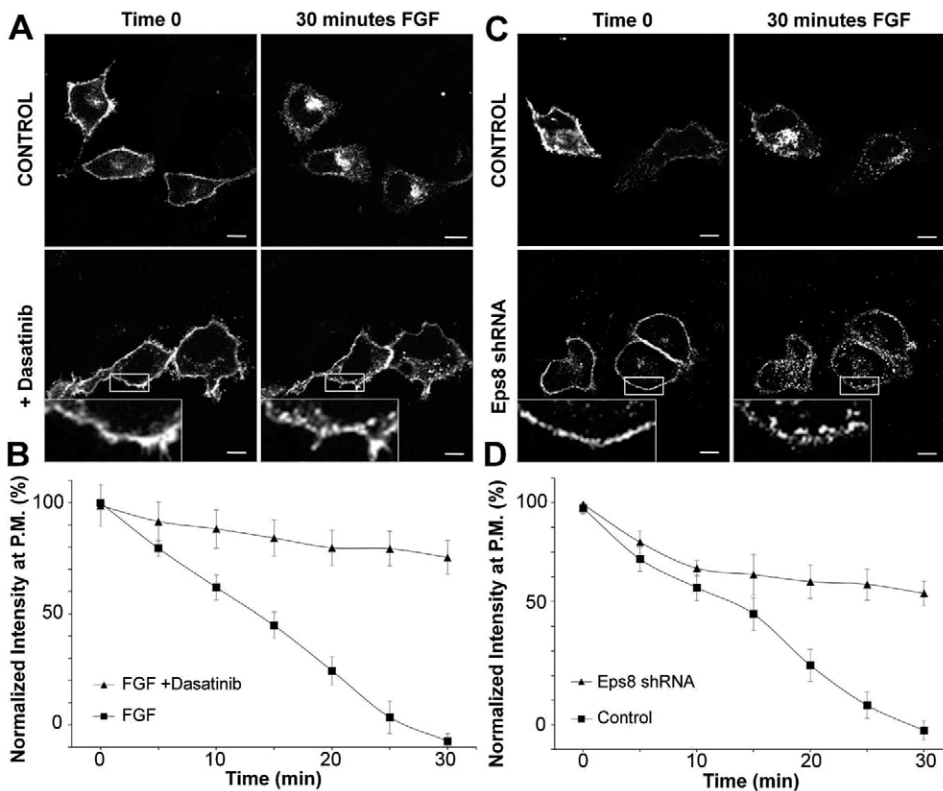 A
Time 0
30 minutes FGF
CONTROL
+ Dasatinib
B
Normalized Intensity at P.M. (%)
100
50
0
FGF +Dasatinib
FGF
0
10
20
30
Time (min)
C
Time 0
30 minutes FGF
CONTROL
Eps8 shRNA
D
Normalized Intensity at P.M. (%)
100
50
0
Eps8 shRNA
Control
0
10
20
30
Time (min)